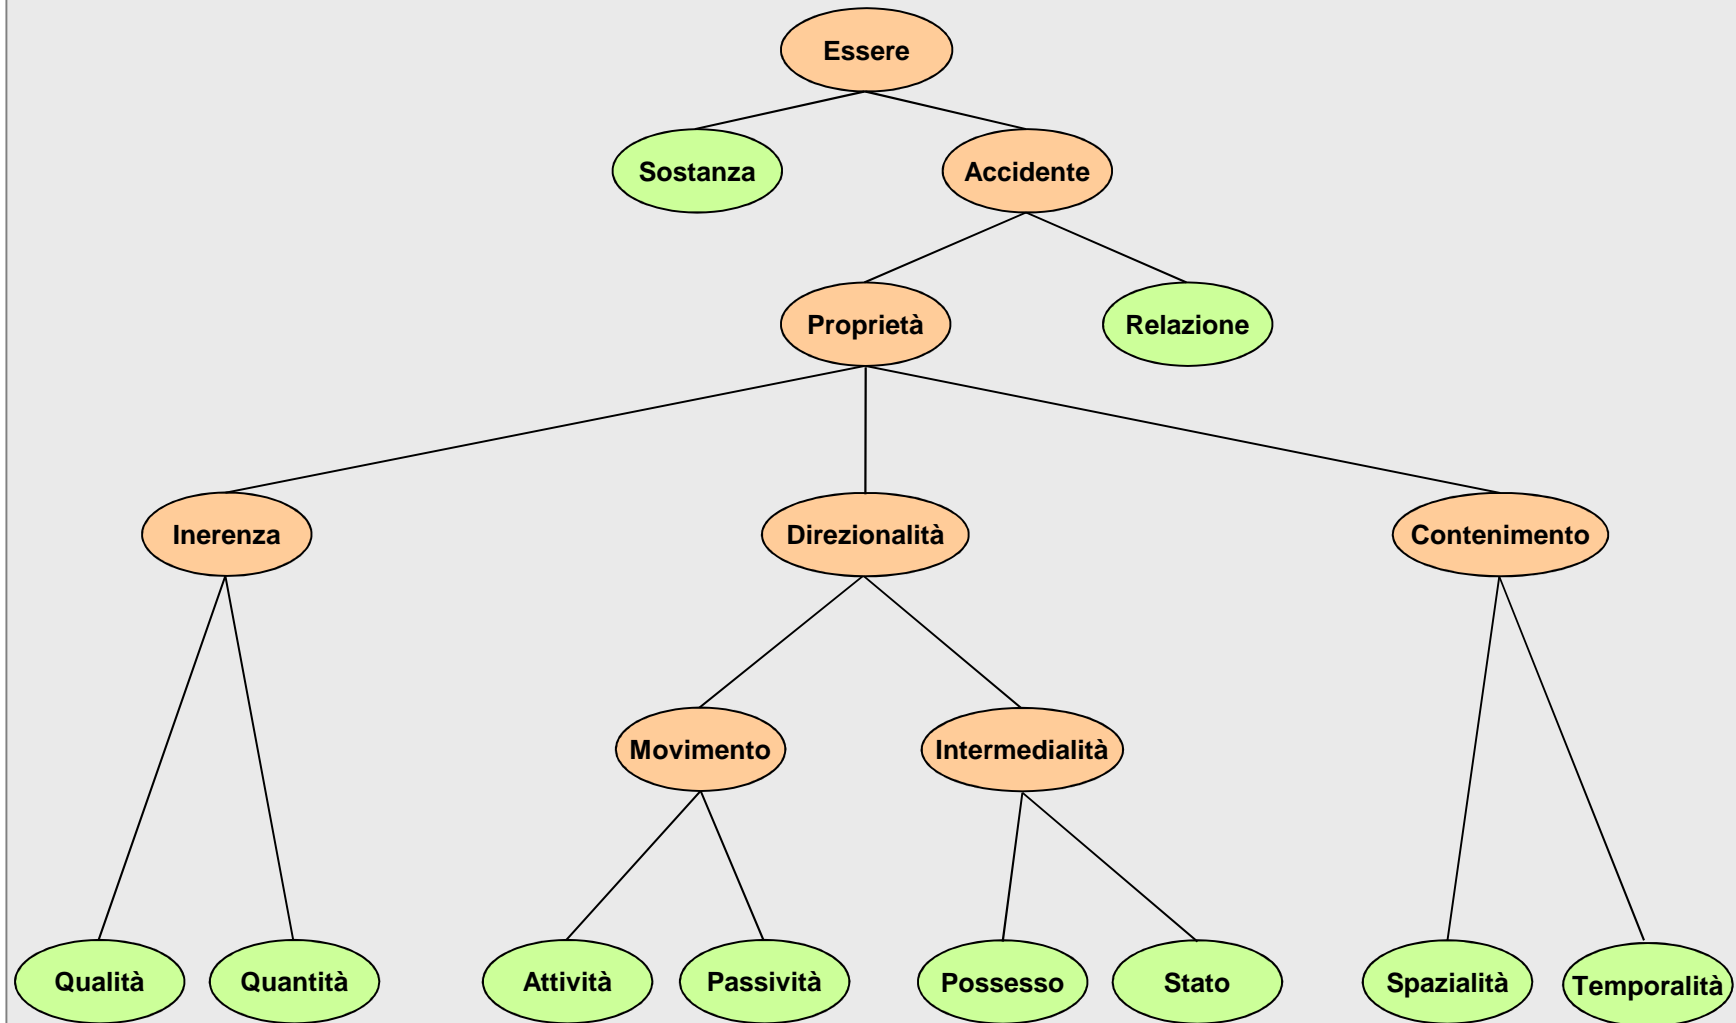 Essere
Sostanza
Accidente
Proprietà
Relazione
Inerenza
Direzionalità
Contenimento
Movimento
Intermedialità
Qualità
Quantità
Attività
Passività
Possesso
Stato
Spazialità
Temporalità